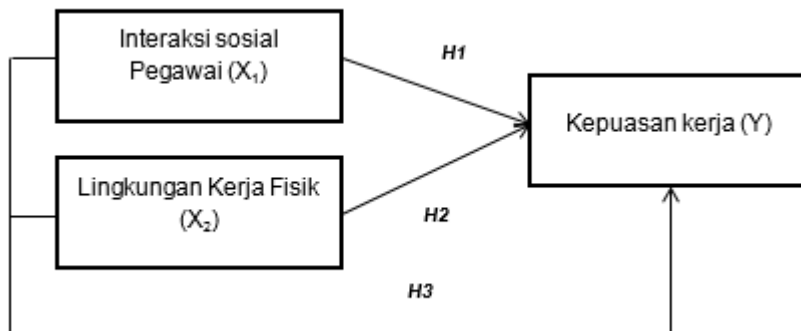 Interaksi sosial
Pegawai (X₁)
H1
Kepuasan kerja (Y)
Lingkungan Kerja Fisik
(X₂)
H2
H3